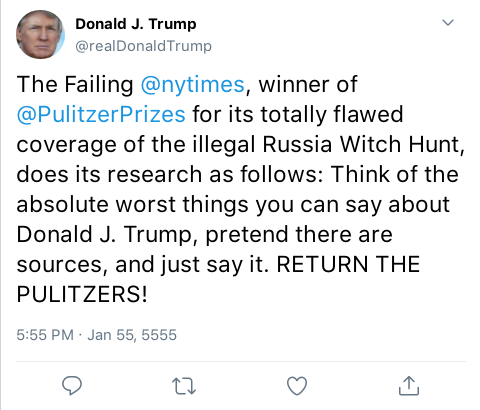 Donald J. Trump
@realDonaldTrump
The Failing @nytimes, winner of
@PulitzerPrizes for its totally flawed
coverage of the illegal Russia Witch Hunt,
does its research as follows: Think of the
absolute worst things you can say about
Donald J. Trump, pretend there are
sources, and just say it. RETURN THE
PULITZERS!
5:55 PM · Jan 55, 5555